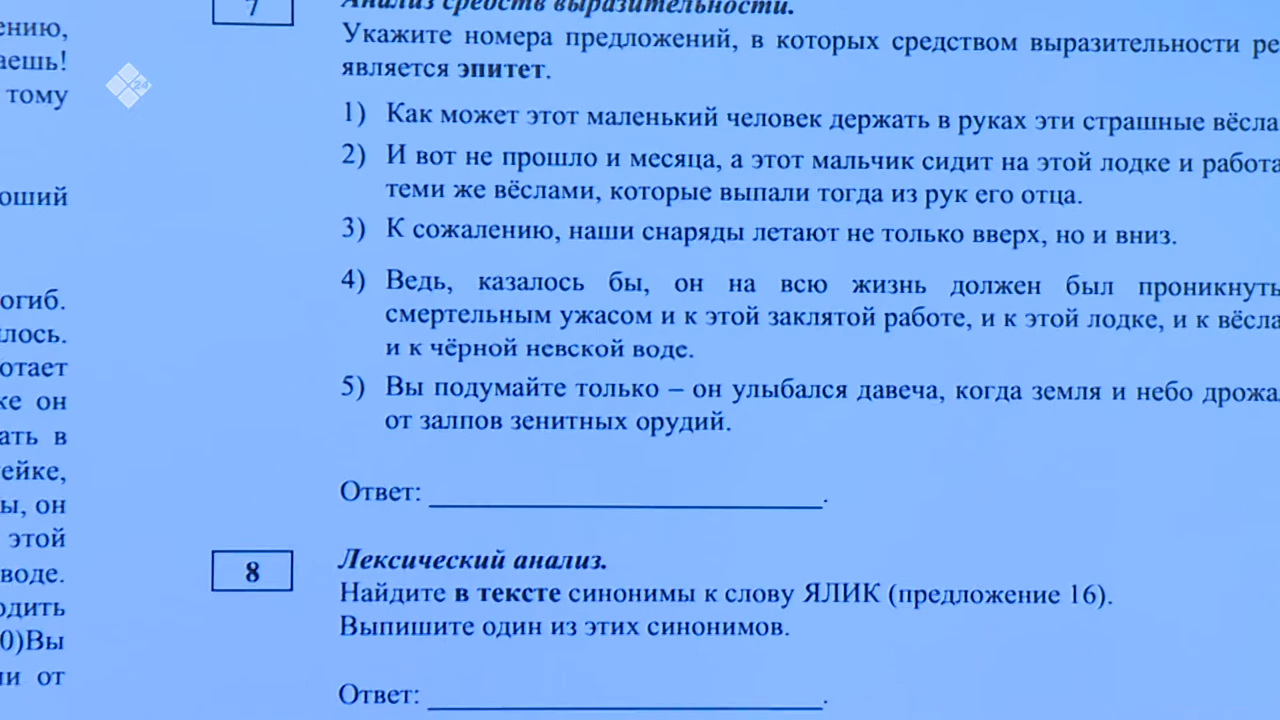 ению,
аешь!
тому
оший
огиб.
лось.
отает
ке он
ать в
ейке,
ы, он
этой
воде.
одить
0)Вы
ли от
24
7
Анализ средств выразительности.
Укажите номера предложений, в которых средством выразительности ре
является эпитет.
1) Как может этот маленький человек держать в руках эти страшные вёсла
2) И вот не прошло и месяца, а этот мальчик сидит на этой лодке и работа
теми же вёслами, которые выпали тогда из рук его отца.
3) К сожалению, наши снаряды летают не только вверх, но и вниз.
4) Ведь, казалось бы, он на всю жизнь должен был проникнуть
смертельным ужасом и к этой заклятой работе, и к этой лодке, и к вёсла
и к чёрной невской воде.
5) Вы подумайте только – он улыбался давеча, когда земля и небо дрожа
от залпов зенитных орудий.
Ответ: .
8
Лексический анализ.
Найдите в тексте синонимы к слову ЯЛИК (предложение 16).
Выпишите один из этих синонимов.
Ответ: .